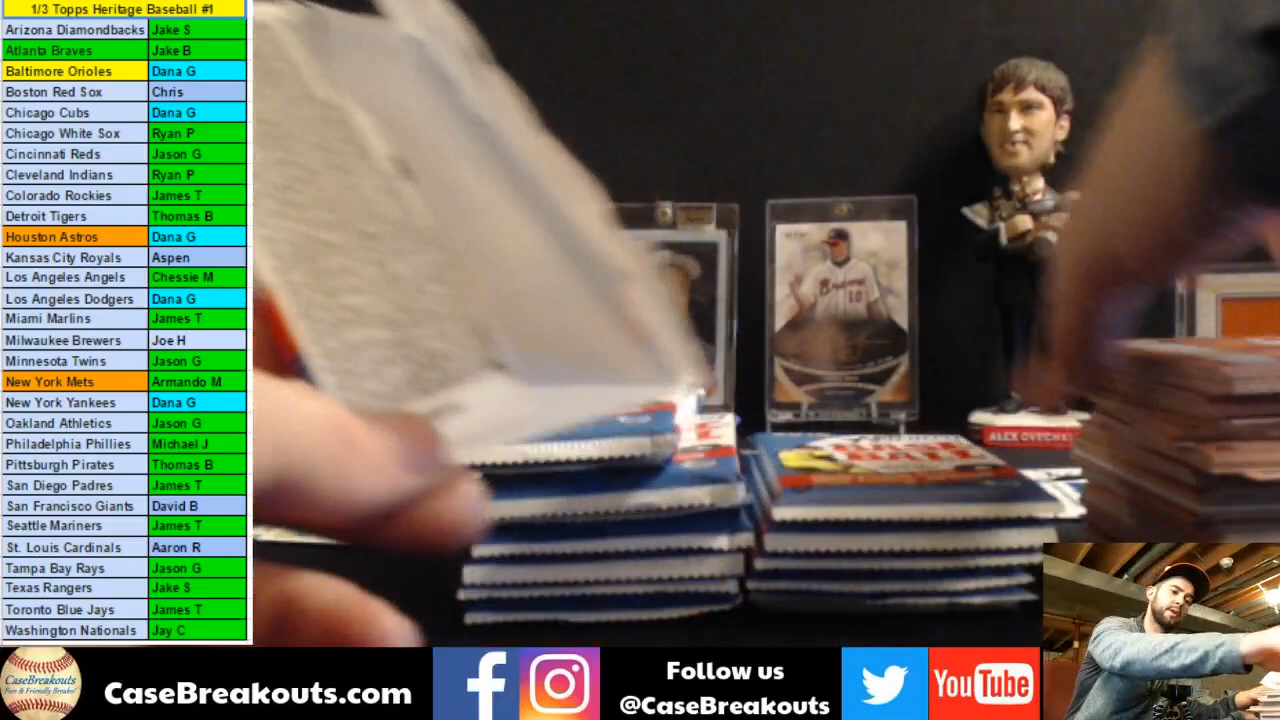 1/3 Topps Heritage Baseball #1
Arizona Diamondbacks Jake S
Atlanta Braves Jake B
Baltimore Orioles Dana G
Boston Red Sox Chris
Chicago Cubs Dana G
Chicago White Sox Ryan P
Cincinnati Reds Jason G
Cleveland Indians Ryan P
Colorado Rockies James T
Detroit Tigers Thomas B
Houston Astros Dana G
Kansas City Royals Aspen
Los Angeles Angels Chessie M
Los Angeles Dodgers Dana G
Miami Marlins James T
Milwaukee Brewers Joe H
Minnesota Twins Jason G
New York Mets Armando M
New York Yankees Dana G
Oakland Athletics Jason G
Philadelphia Phillies Michael J
Pittsburgh Pirates Thomas B
San Diego Padres James T
San Francisco Giants David B
Seattle Mariners James T
St. Louis Cardinals Aaron R
Tampa Bay Rays Jason G
Texas Rangers Jake S
Toronto Blue Jays James T
Washington Nationals Jay C
Braves
10
ALEX OVECHKI
CaseBreakouts
Fun & Friendly Breaks!
CaseBreakouts.com
Follow us
@CaseBreakouts
YouTube